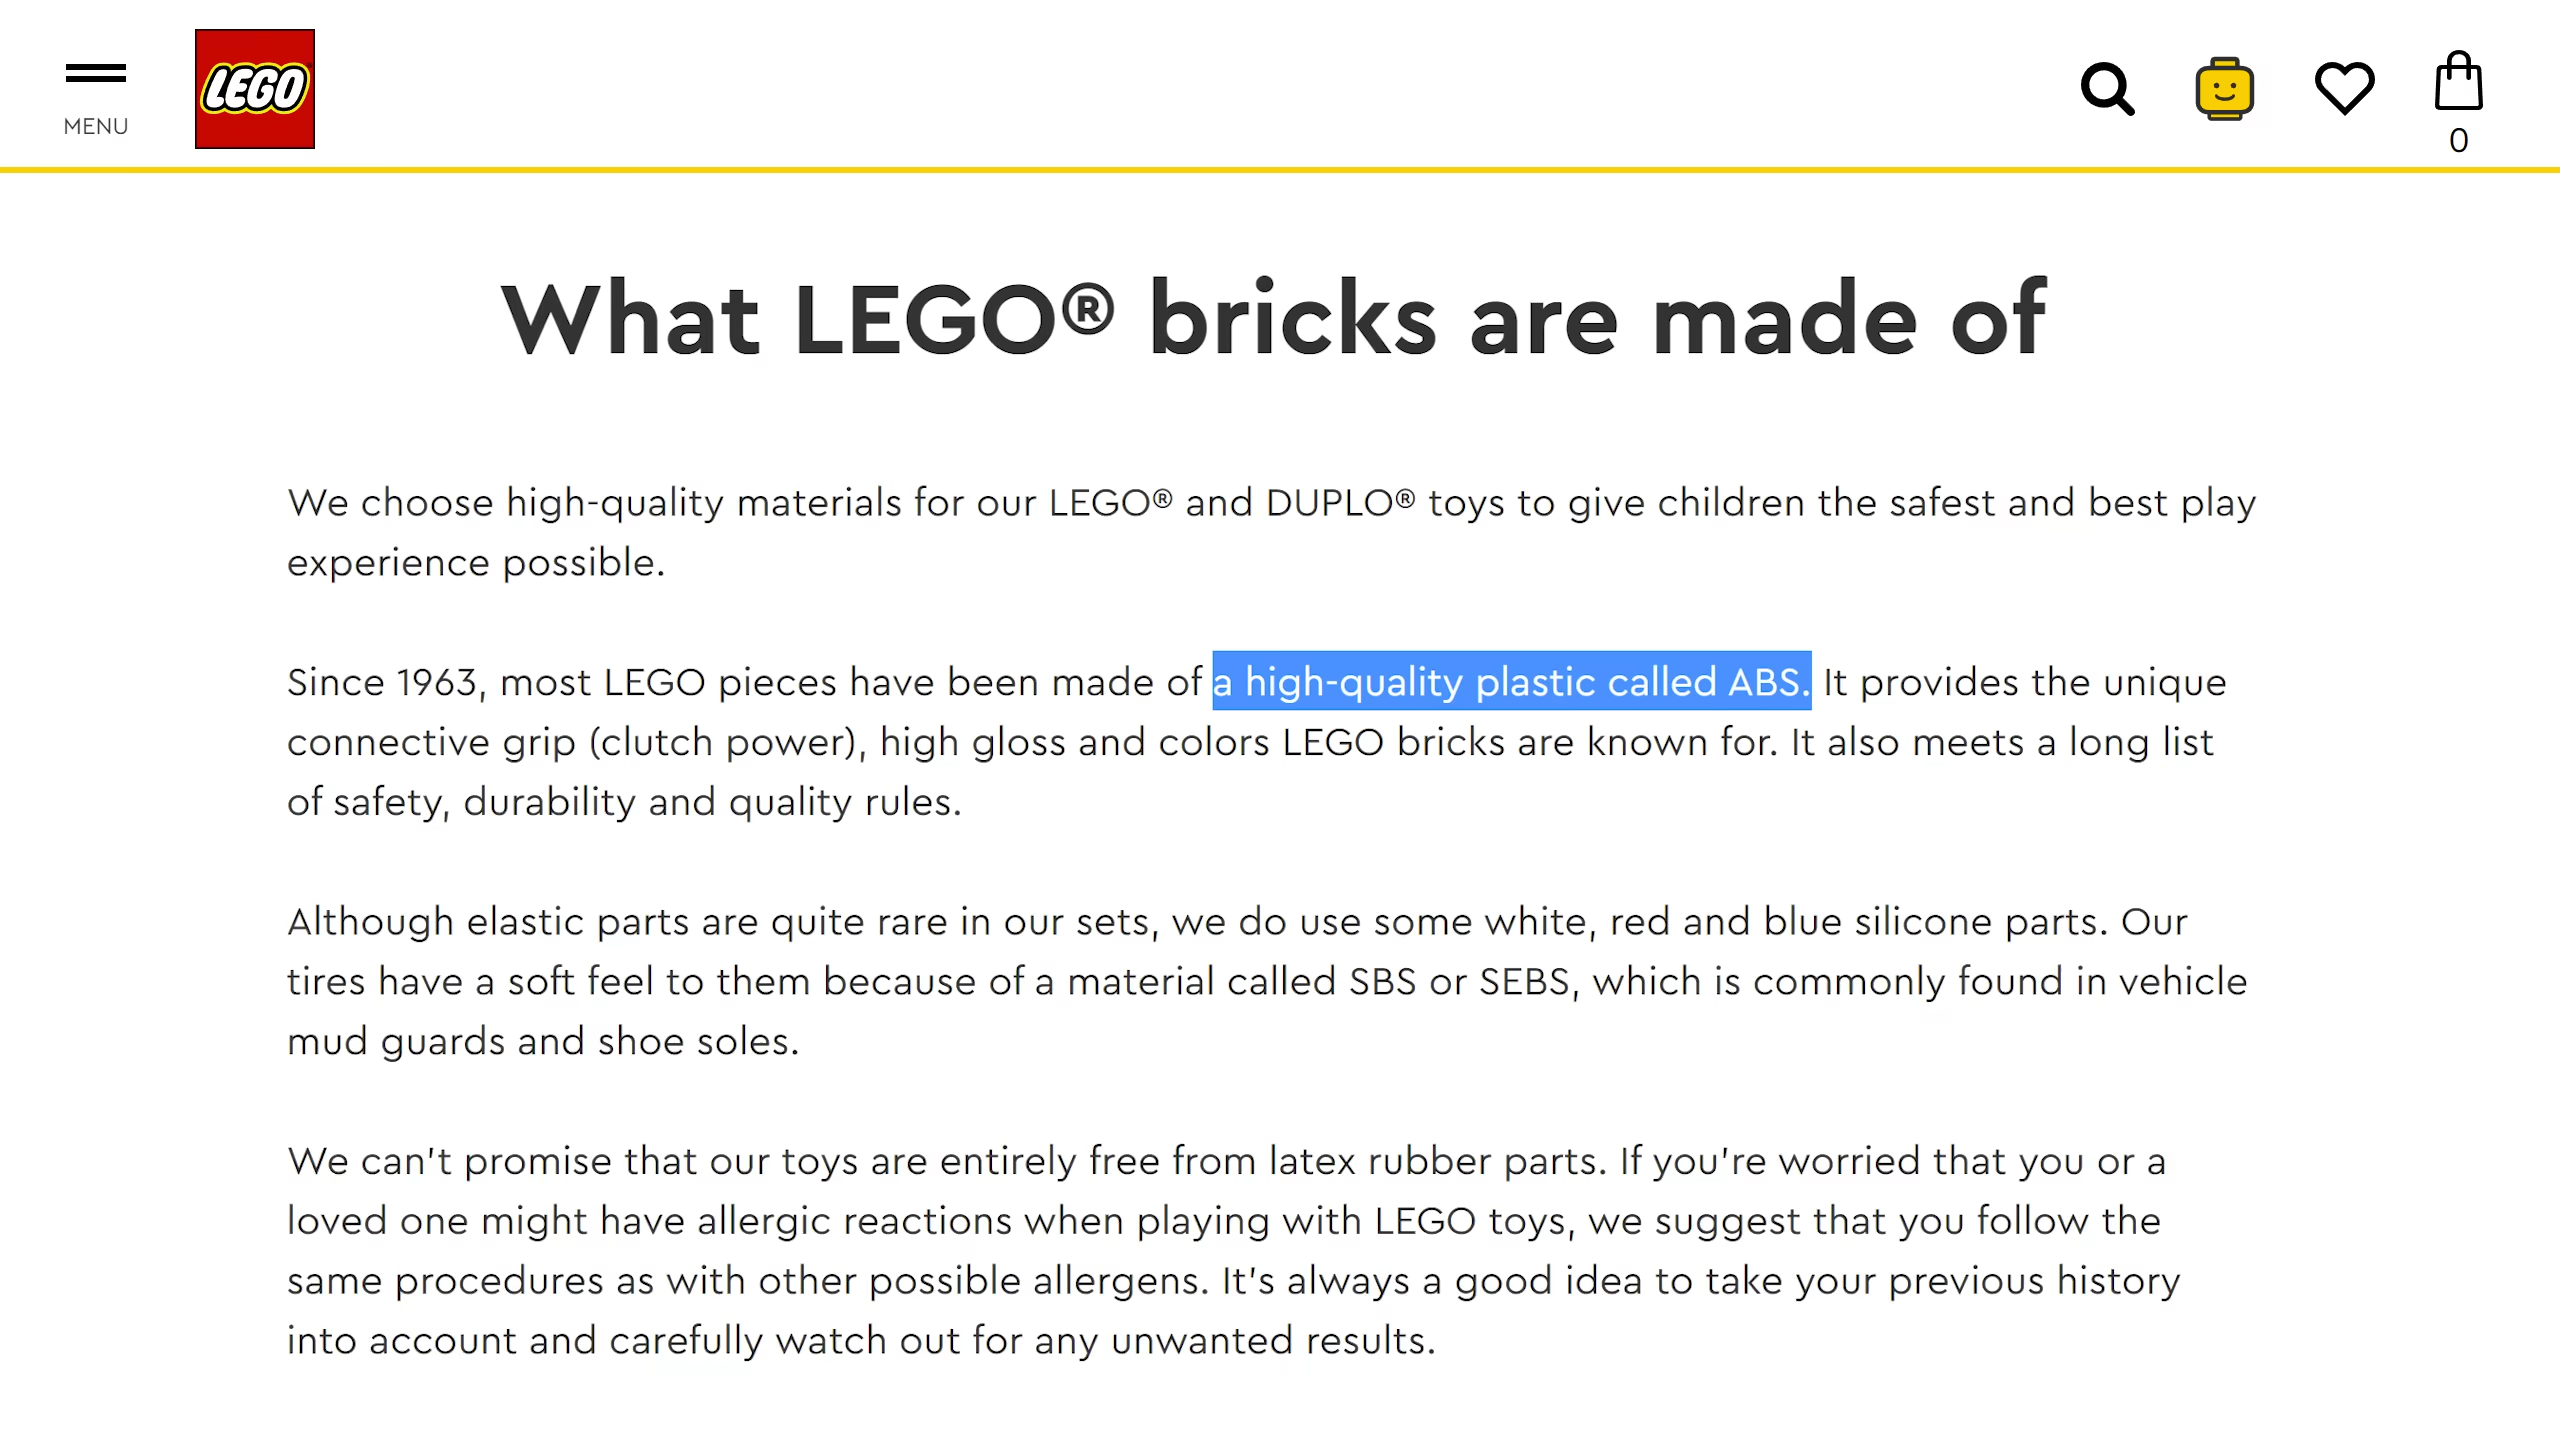 MENU
LEGO
0
What LEGO® bricks are made of
We choose high-quality materials for our LEGO® and DUPLO® toys to give children the safest and best play
experience possible.
Since 1963, most LEGO pieces have been made of a high-quality plastic called ABS. It provides the unique
connective grip (clutch power), high gloss and colors LEGO bricks are known for. It also meets a long list
of safety, durability and quality rules.
Although elastic parts are quite rare in our sets, we do use some white, red and blue silicone parts. Our
tires have a soft feel to them because of a material called SBS or SEBS, which is commonly found in vehicle
mud guards and shoe soles.
We can't promise that our toys are entirely free from latex rubber parts. If you're worried that you or a
loved one might have allergic reactions when playing with LEGO toys, we suggest that you follow the
same procedures as with other possible allergens. It's always a good idea to take your previous history
into account and carefully watch out for any unwanted results.